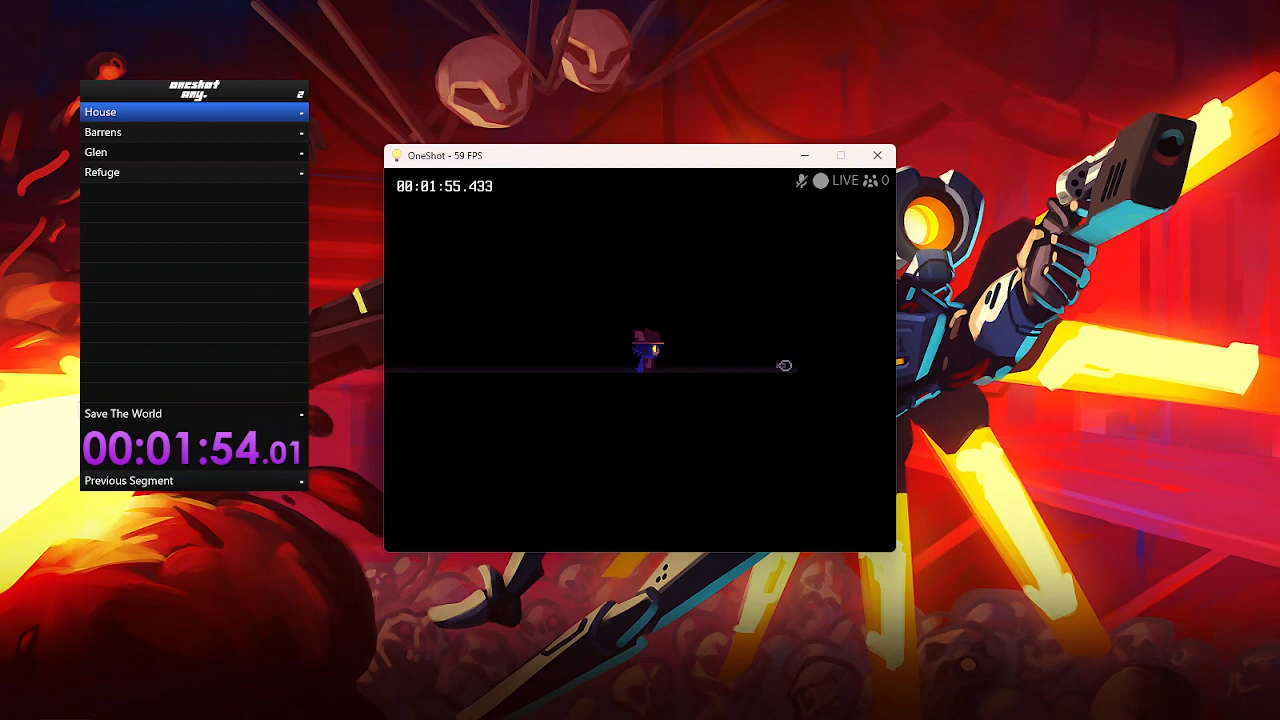 oneshot
any.
2
House -
Barrens -
Glen -
Refuge -
Save The World -
00:01:54.01
Previous Segment -
OneShot - 59 FPS
00:01:55.433
LIVE 0